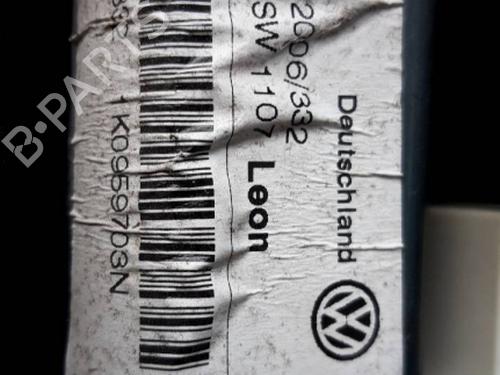 Deutschland
2006/332
SW 1107 Leon
1K0959703N
B-PARTS